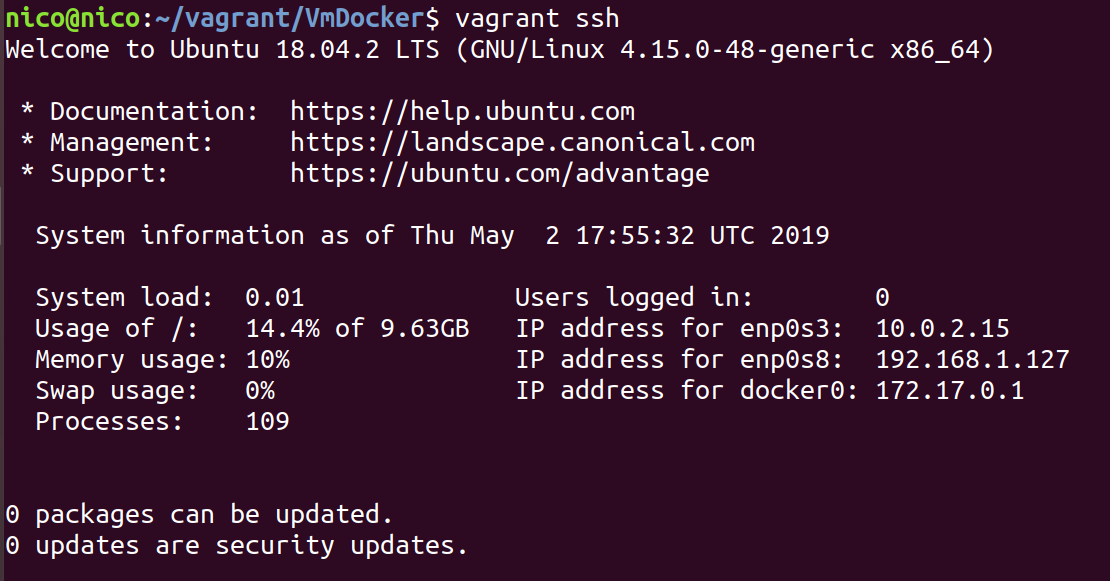 nico@nico:~/vagrant/VmDocker$ vagrant ssh
Welcome to Ubuntu 18.04.2 LTS (GNU/Linux 4.15.0-48-generic x86_64)
* Documentation:  https://help.ubuntu.com
* Management:     https://landscape.canonical.com
* Support:        https://ubuntu.com/advantage
System information as of Thu May  2 17:55:32 UTC 2019
System load:  0.01              Users logged in:        0
Usage of /:   14.4% of 9.63GB   IP address for enp0s3:  10.0.2.15
Memory usage: 10%               IP address for enp0s8:  192.168.1.127
Swap usage:   0%                IP address for docker0: 172.17.0.1
Processes:    109
0 packages can be updated.
0 updates are security updates.